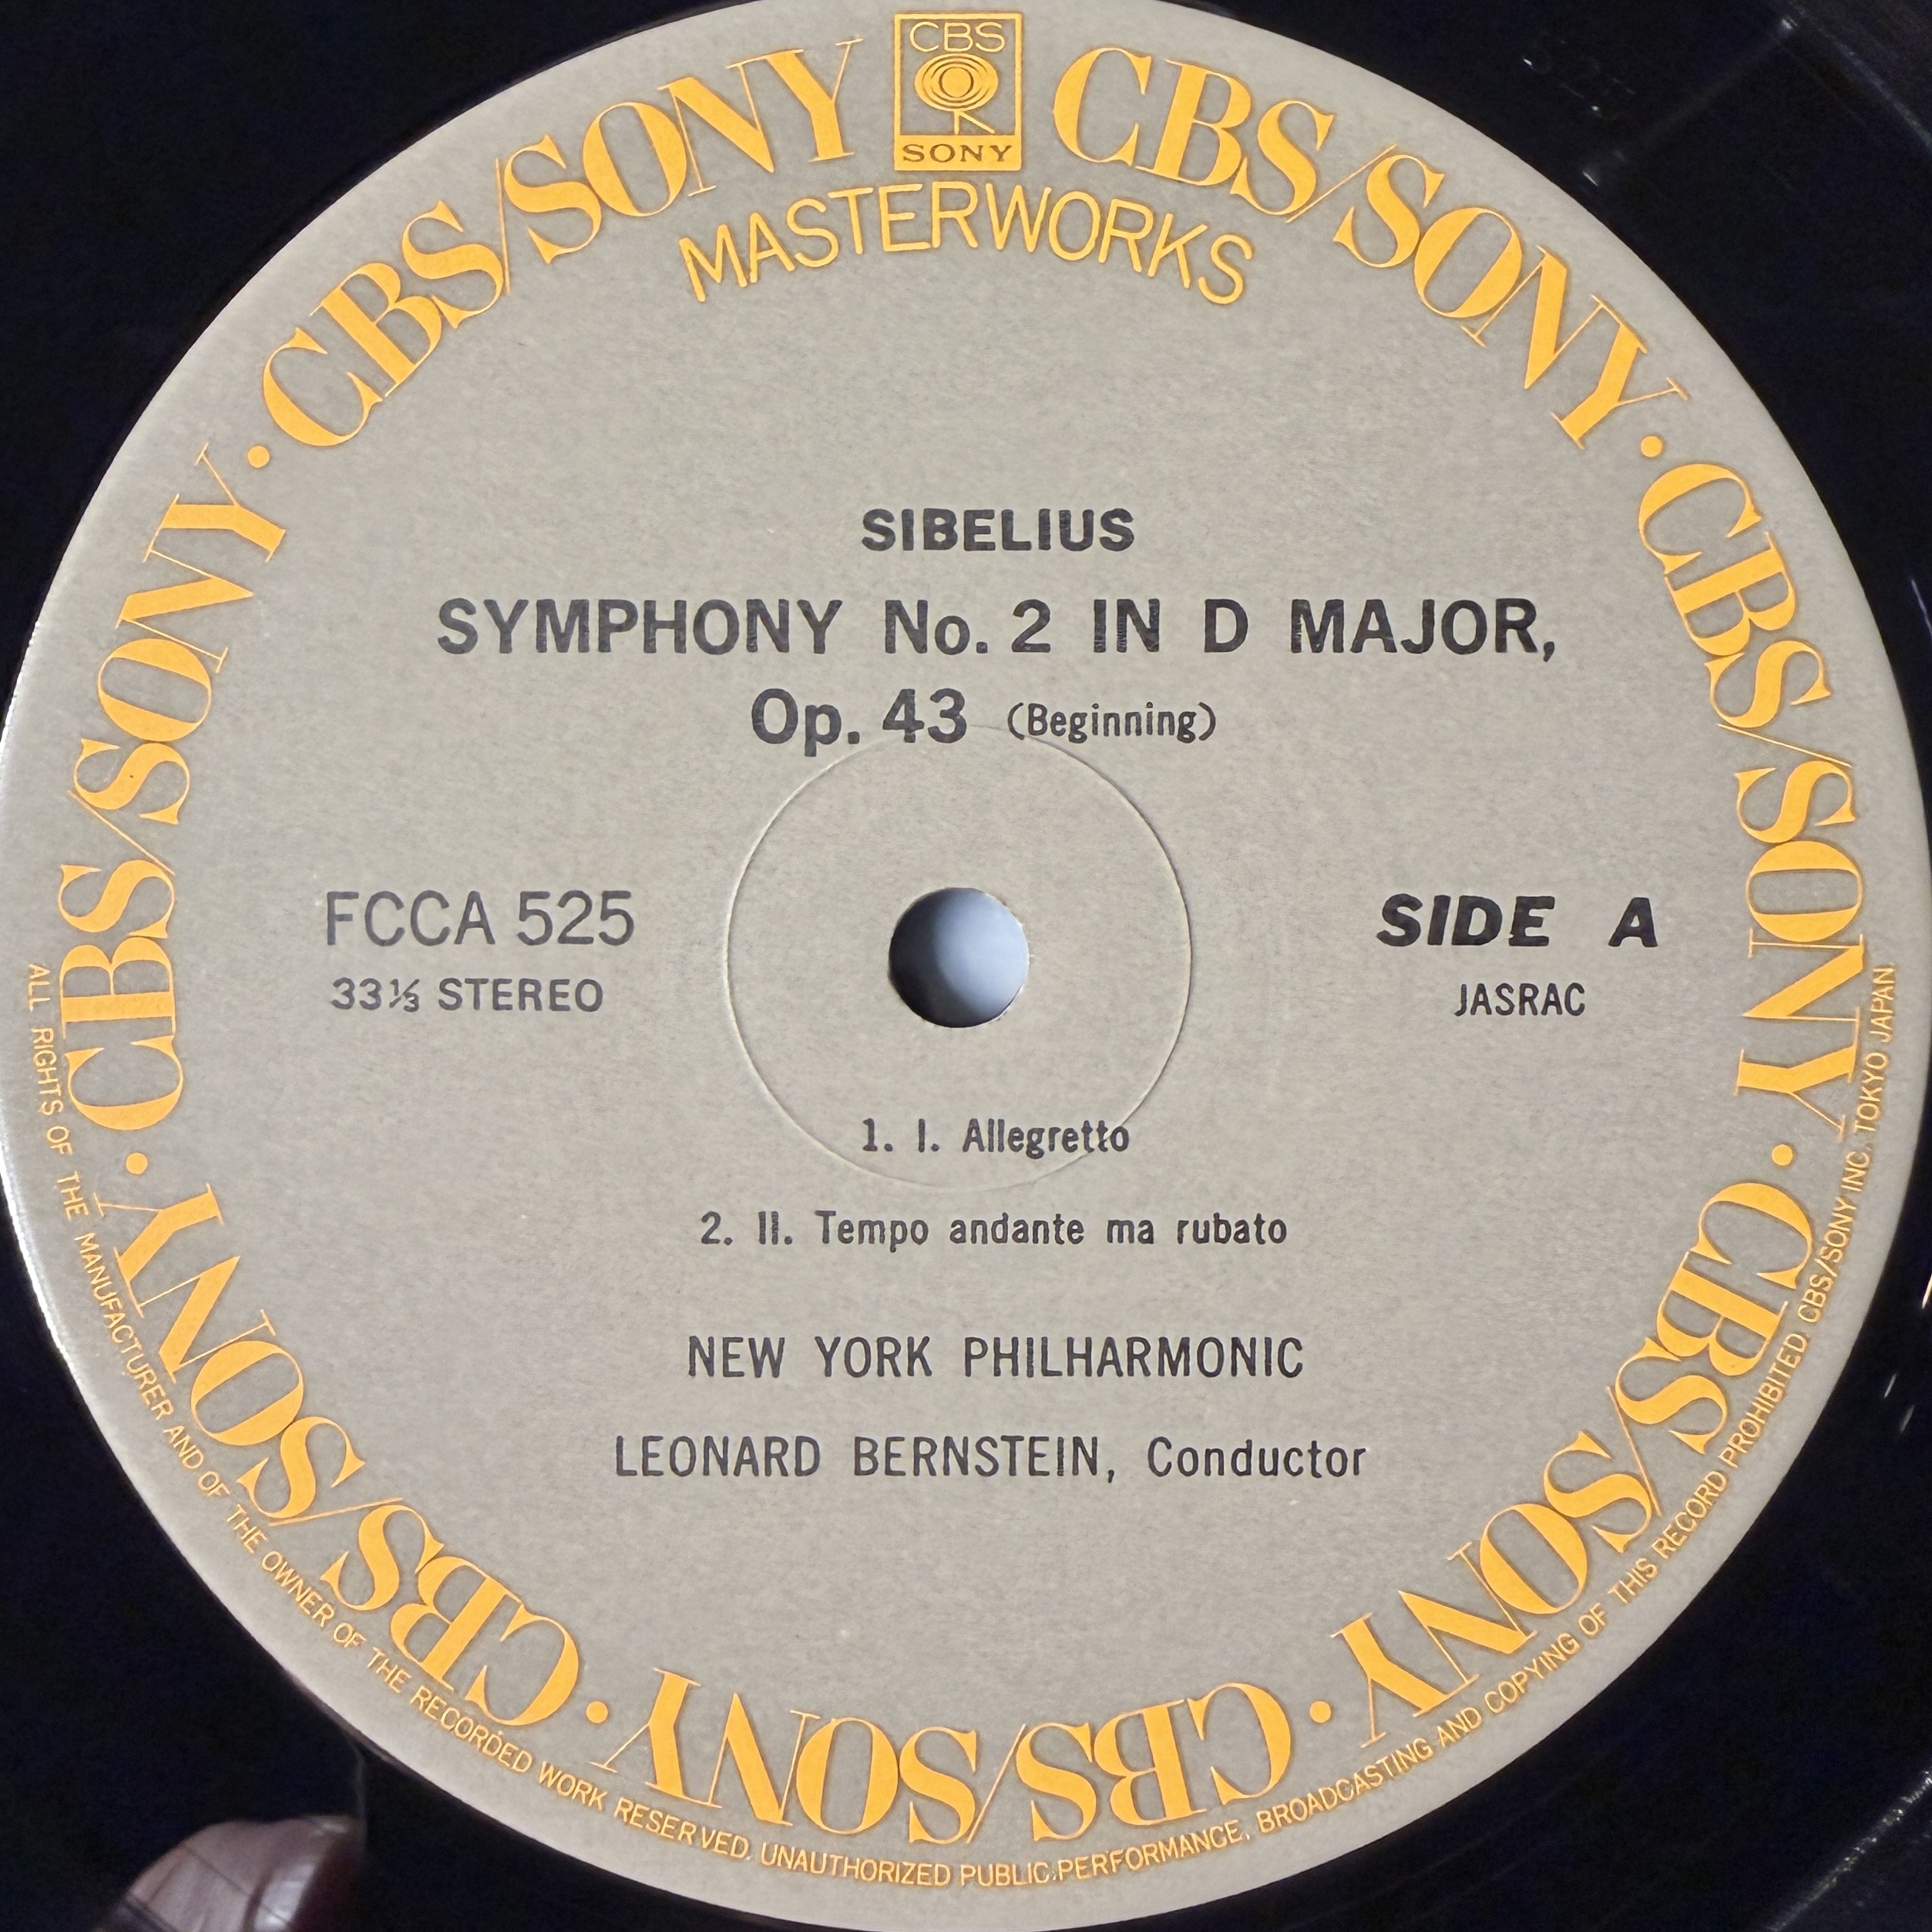 CBS
SONY
CBS/SONY · CBS/SONY · CBS/SONY · CBS/SONY · CBS/SONY · CBS/SONY · CBS/SONY · CBS/SONY
MASTERWORKS
SIBELIUS
SYMPHONY No. 2 IN D MAJOR,
Op. 43 (Beginning)
FCCA 525
33⅓ STEREO
SIDE A
JASRAC
1. I. Allegretto
2. II. Tempo andante ma rubato
NEW YORK PHILHARMONIC
LEONARD BERNSTEIN, Conductor
ALL RIGHTS OF THE MANUFACTURER AND OF THE OWNER OF THE RECORDED WORK RESERVED. UNAUTHORIZED PUBLIC PERFORMANCE, BROADCASTING AND COPYING OF THIS RECORD PROHIBITED. CBS/SONY INC. TOKYO JAPAN